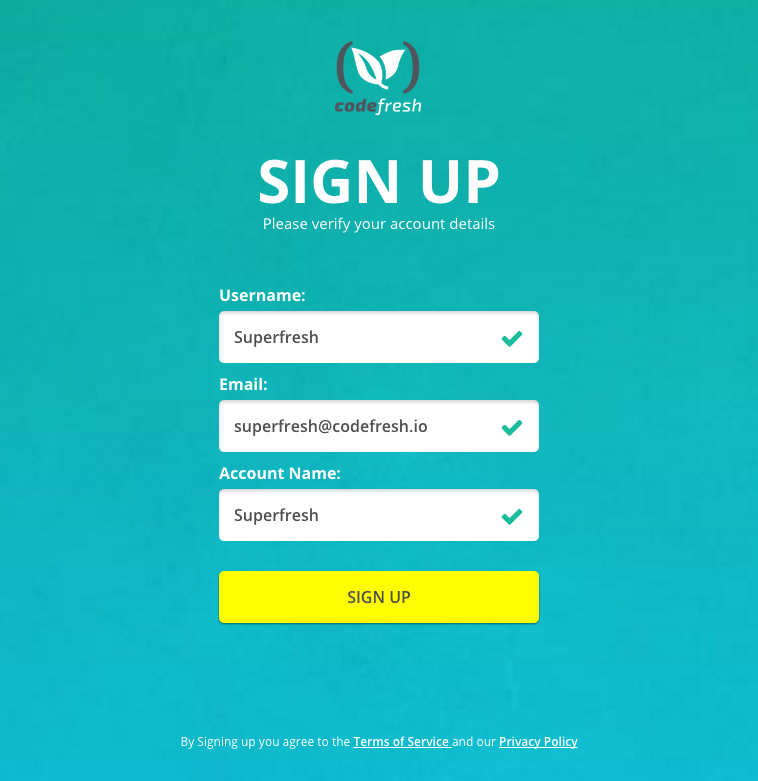 codefresh
SIGN UP
Please verify your account details
Username:
Superfresh
Email:
superfresh@codefresh.io
Account Name:
Superfresh
SIGN UP
By Signing up you agree to the Terms of Service and our Privacy Policy